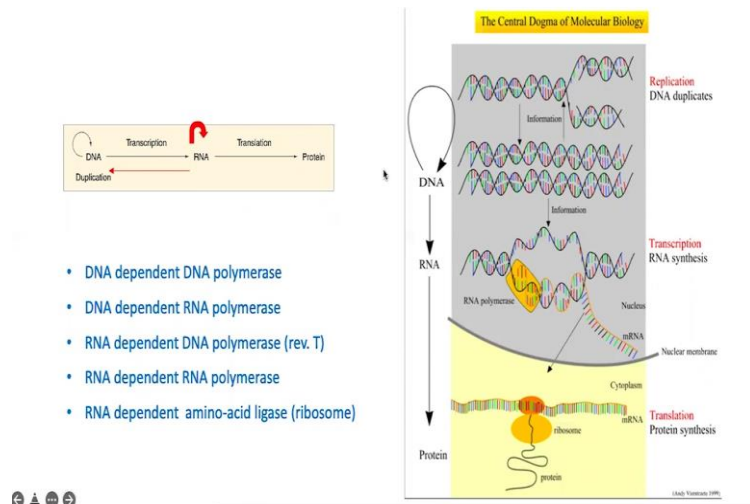 Transcription
Translation
DNA
RNA
Protein
Duplication
• DNA dependent DNA polymerase
• DNA dependent RNA polymerase
• RNA dependent DNA polymerase (rev. T)
• RNA dependent RNA polymerase
• RNA dependent amino-acid ligase (ribosome)
The Central Dogma of Molecular Biology
Replication
DNA duplicates
Information
DNA
Information
Transcription
RNA synthesis
RNA
RNA polymerase
Nucleus
mRNA
Nuclear membrane
Cytoplasm
mRNA
Translation
Protein synthesis
ribosome
Protein
protein